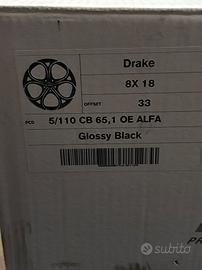 Drake
8X 18
OFFSET 33
PCD 5/110 CB 65,1 OE ALFA
Glossy Black
subito